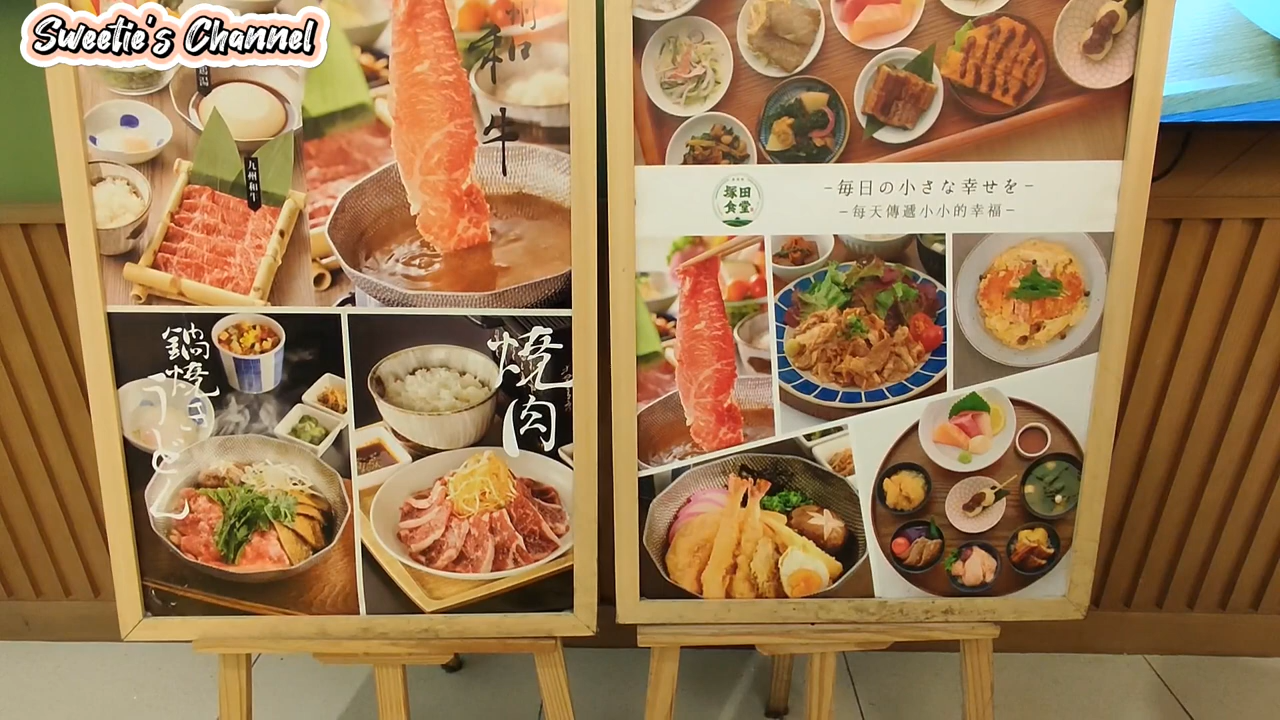 Sweetie's Channel
州和牛
九州和牛
鍋焼きうどん
焼肉
塚田
食堂
－毎日の小さな幸せを－
－每天傳遞小小的幸福－